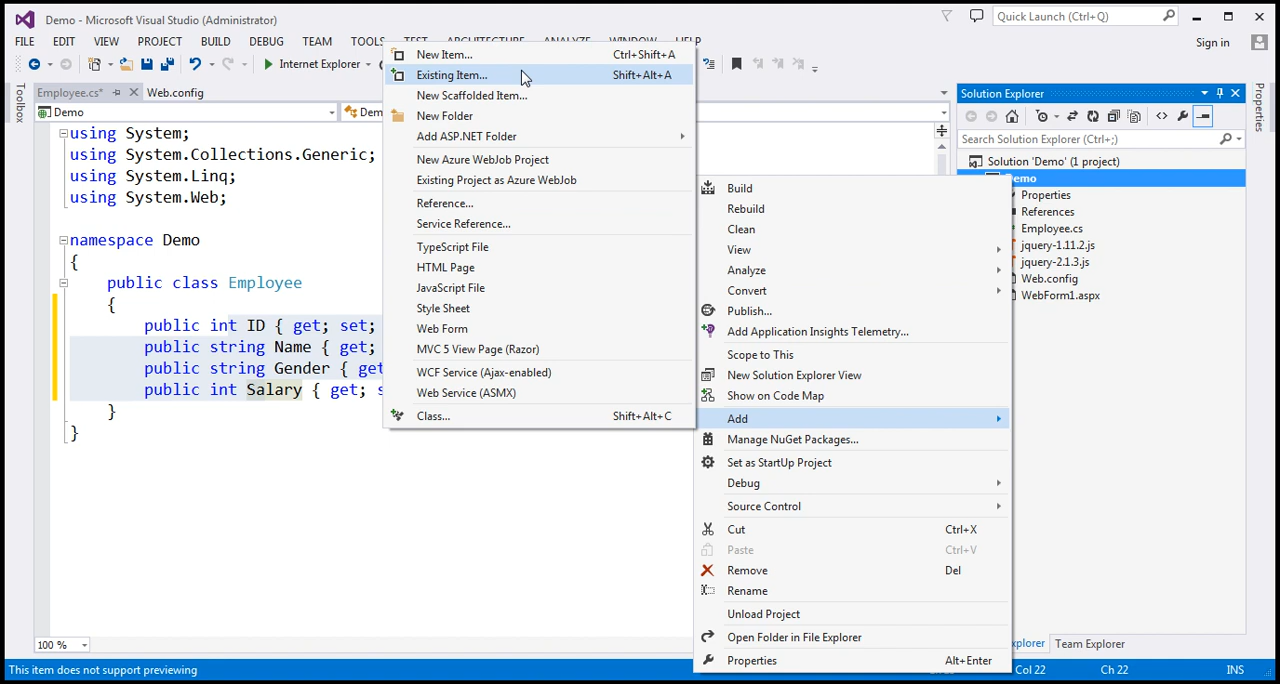 Demo - Microsoft Visual Studio (Administrator)
Quick Launch (Ctrl+Q)
FILE EDIT VIEW PROJECT BUILD DEBUG TEAM TOOLS TEST ARCHITECTURE ANALYZE WINDOW HELP
Sign in
Internet Explorer
Toolbox
Employee.cs*
Web.config
Demo
Dem
using System;
using System.Collections.Generic;
using System.Linq;
using System.Web;
namespace Demo
{
public class Employee
{
public int ID { get; set;
public string Name { get;
public string Gender { get
public int Salary { get; s
}
}
100 %
New Item... Ctrl+Shift+A
Existing Item... Shift+Alt+A
New Scaffolded Item...
New Folder
Add ASP.NET Folder
New Azure WebJob Project
Existing Project as Azure WebJob
Reference...
Service Reference...
TypeScript File
HTML Page
JavaScript File
Style Sheet
Web Form
MVC 5 View Page (Razor)
WCF Service (Ajax-enabled)
Web Service (ASMX)
Class... Shift+Alt+C
Build
Rebuild
Clean
View
Analyze
Convert
Publish...
Add Application Insights Telemetry...
Scope to This
New Solution Explorer View
Show on Code Map
Add
Manage NuGet Packages...
Set as StartUp Project
Debug
Source Control
Cut Ctrl+X
Paste Ctrl+V
Remove Del
Rename
Unload Project
Open Folder in File Explorer
Properties Alt+Enter
Solution Explorer
Search Solution Explorer (Ctrl+;)
Solution 'Demo' (1 project)
Demo
Properties
References
Employee.cs
jquery-1.11.2.js
jquery-2.1.3.js
Web.config
WebForm1.aspx
Properties
xplorer
Team Explorer
This item does not support previewing
Col 22
Ch 22
INS